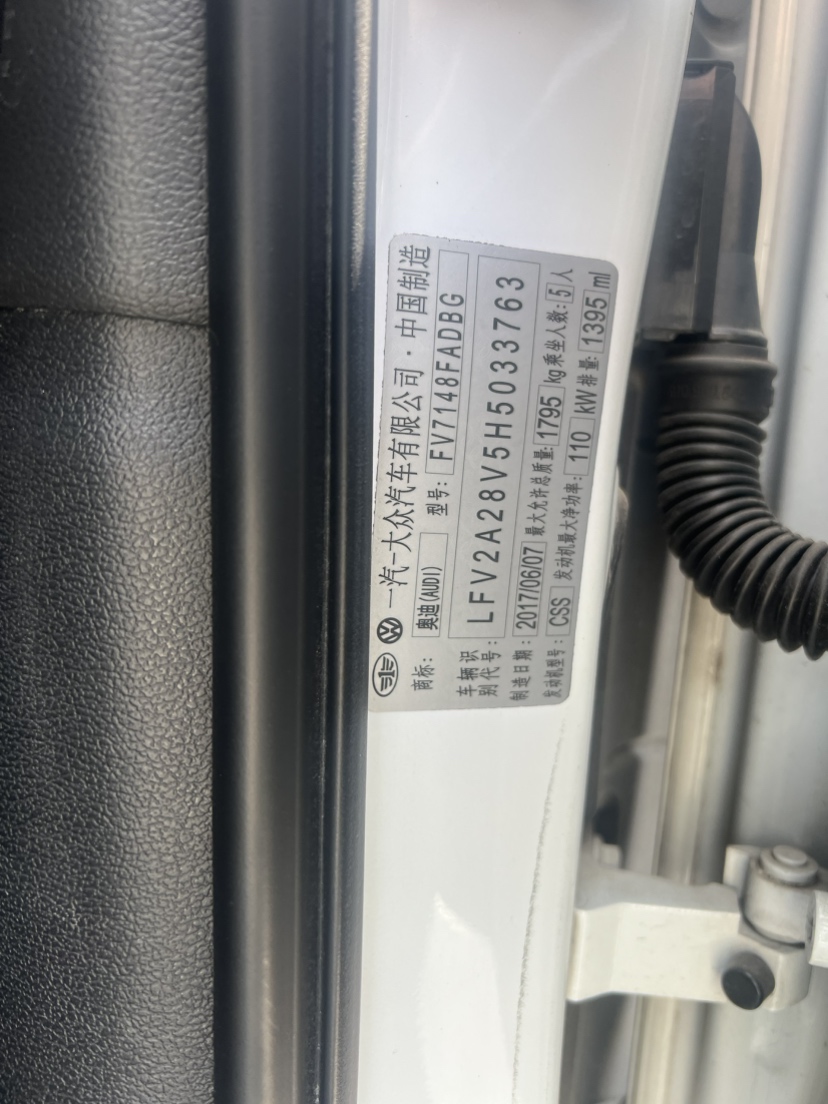 一汽-大众汽车有限公司·中国制造
商标: 奥迪(AUDI) 型号: FV7148FADBG
车辆识别代号: LFV2A28V5H5033763
制造日期: 2017/06/07 最大允许总质量: 1795 kg 乘坐人数: 5 人
发动机型号: CSS 发动机最大净功率: 110 kW 排量: 1395 ml